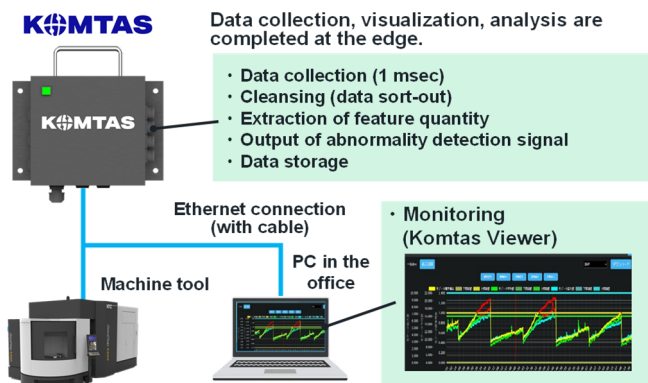 KOMTAS
Data collection, visualization, analysis are
completed at the edge.
・Data collection (1 msec)
・Cleansing (data sort-out)
・Extraction of feature quantity
・Output of abnormality detection signal
・Data storage
KOMTAS
Ethernet connection
(with cable)
・Monitoring
(Komtas Viewer)
PC in the
office
Machine tool